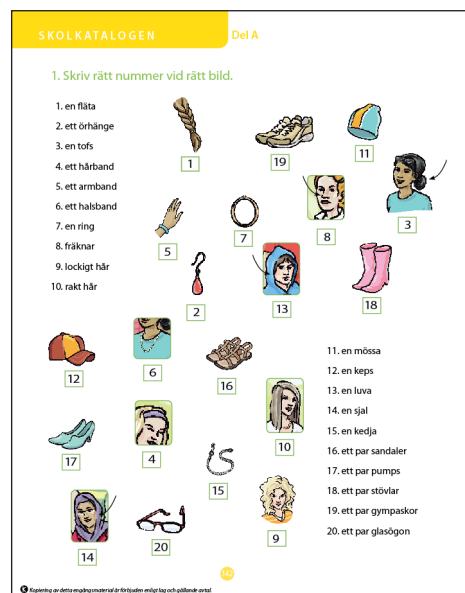 SKOLKATALOGEN
Del A
1. Skriv rätt nummer vid rätt bild.
1. en fläta
2. ett örhänge
3. en tofs
4. ett hårband
5. ett armband
6. ett halsband
7. en ring
8. fräknar
9. lockigt hår
10. rakt hår
1
19
11
3
5
7
8
2
13
18
12
6
16
11. en mössa
12. en keps
13. en luva
14. en sjal
15. en kedja
16. ett par sandaler
17. ett par pumps
18. ett par stövlar
19. ett par gympaskor
20. ett par glasögon
17
4
10
15
14
20
9
142
K Kopiering av detta engångsmaterial är förbjuden enligt lag och gällande avtal.